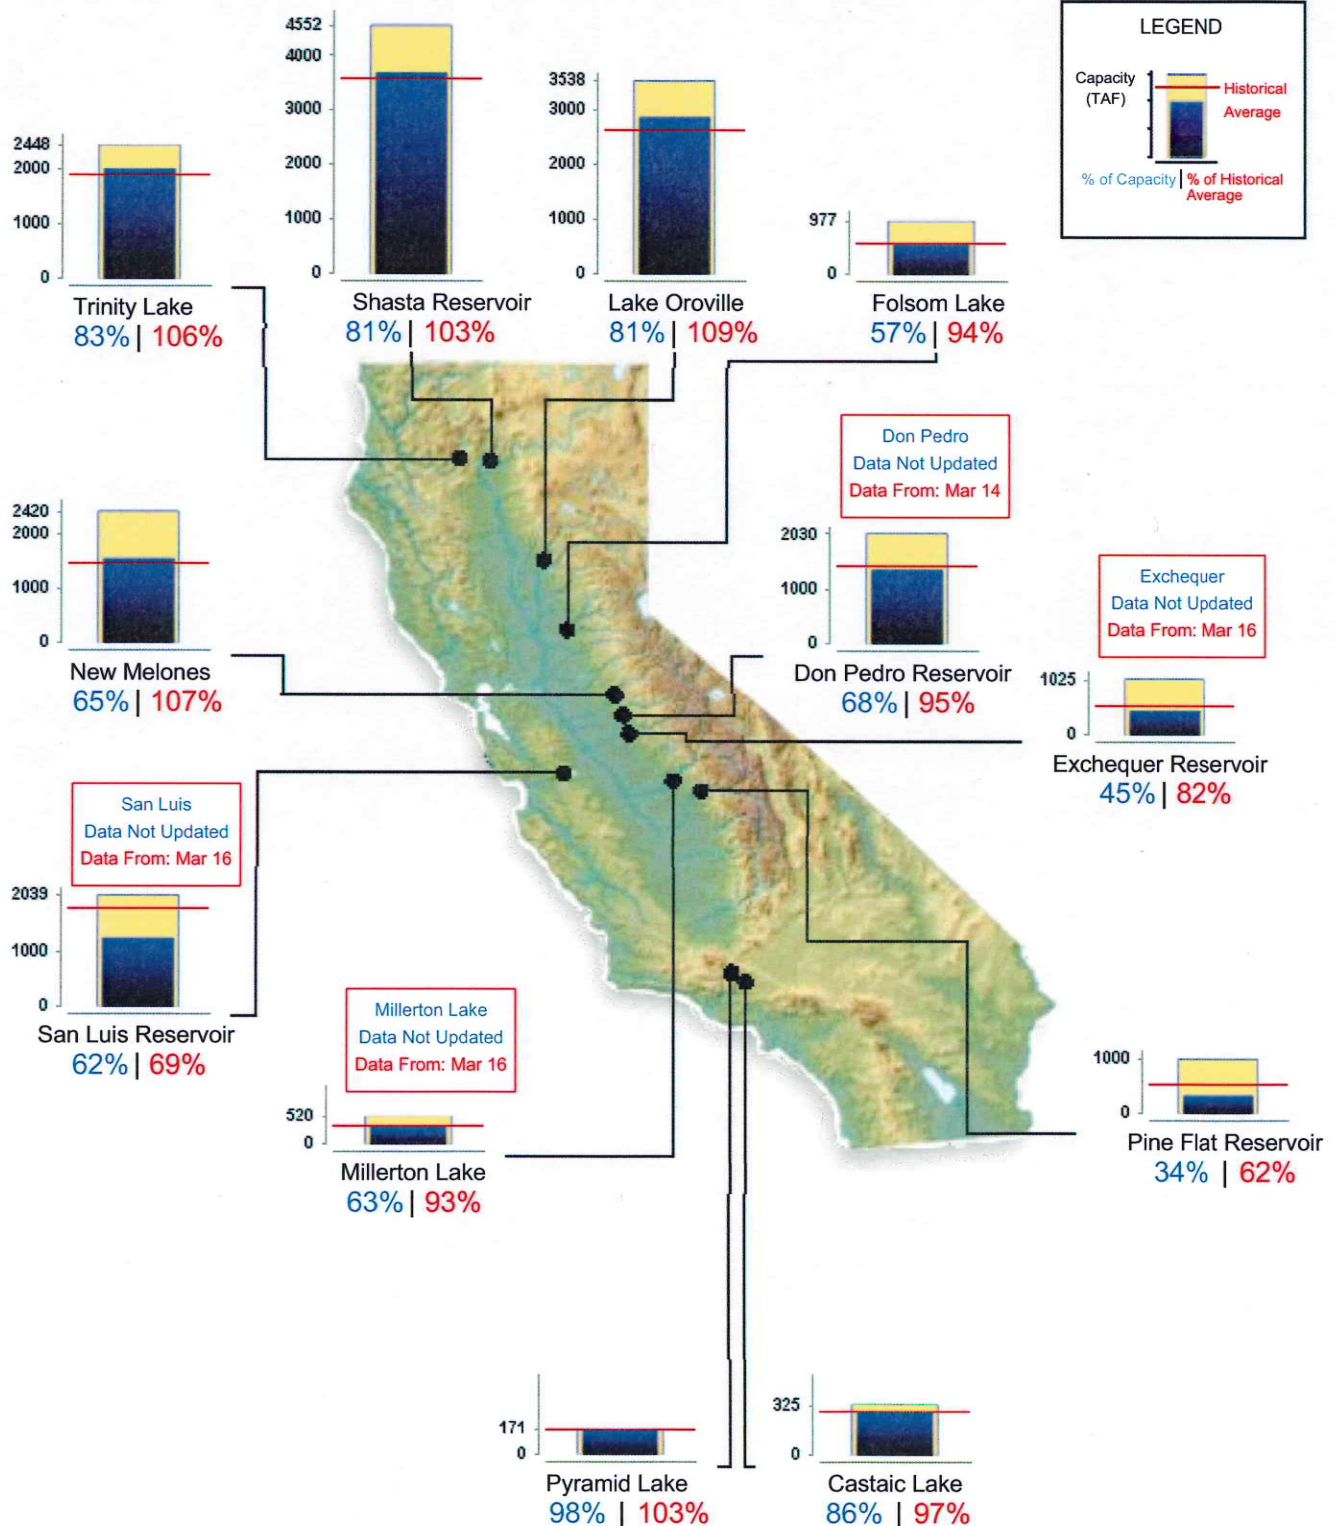 LEGEND
Capacity
(TAF)
Historical
Average
% of Capacity | % of Historical
Average
4552
4000
3000
2000
1000
0
Shasta Reservoir
81% | 103%
3538
3000
2000
1000
0
Lake Oroville
81% | 109%
2448
2000
1000
0
Trinity Lake
83% | 106%
977
0
Folsom Lake
57% | 94%
Don Pedro
Data Not Updated
Data From: Mar 14
2030
1000
0
Don Pedro Reservoir
68% | 95%
2420
2000
1000
0
New Melones
65% | 107%
Exchequer
Data Not Updated
Data From: Mar 16
1025
0
Exchequer Reservoir
45% | 82%
San Luis
Data Not Updated
Data From: Mar 16
2039
1000
0
San Luis Reservoir
62% | 69%
Millerton Lake
Data Not Updated
Data From: Mar 16
520
0
Millerton Lake
63% | 93%
1000
0
Pine Flat Reservoir
34% | 62%
171
0
Pyramid Lake
98% | 103%
325
0
Castaic Lake
86% | 97%